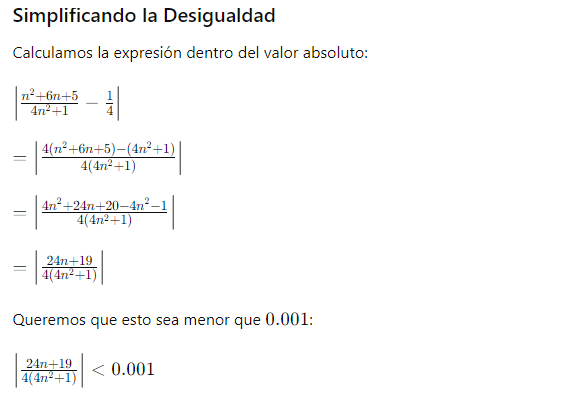 Simplificando la Desigualdad
Calculamos la expresión dentro del valor absoluto:
$\left|\frac{n^2+6n+5}{4n^2+1} - \frac{1}{4}\right|$
$= \left|\frac{4(n^2+6n+5)-(4n^2+1)}{4(4n^2+1)}\right|$
$= \left|\frac{4n^2+24n+20-4n^2-1}{4(4n^2+1)}\right|$
$= \left|\frac{24n+19}{4(4n^2+1)}\right|$
Queremos que esto sea menor que 0.001:
$\left|\frac{24n+19}{4(4n^2+1)}\right| < 0.001$